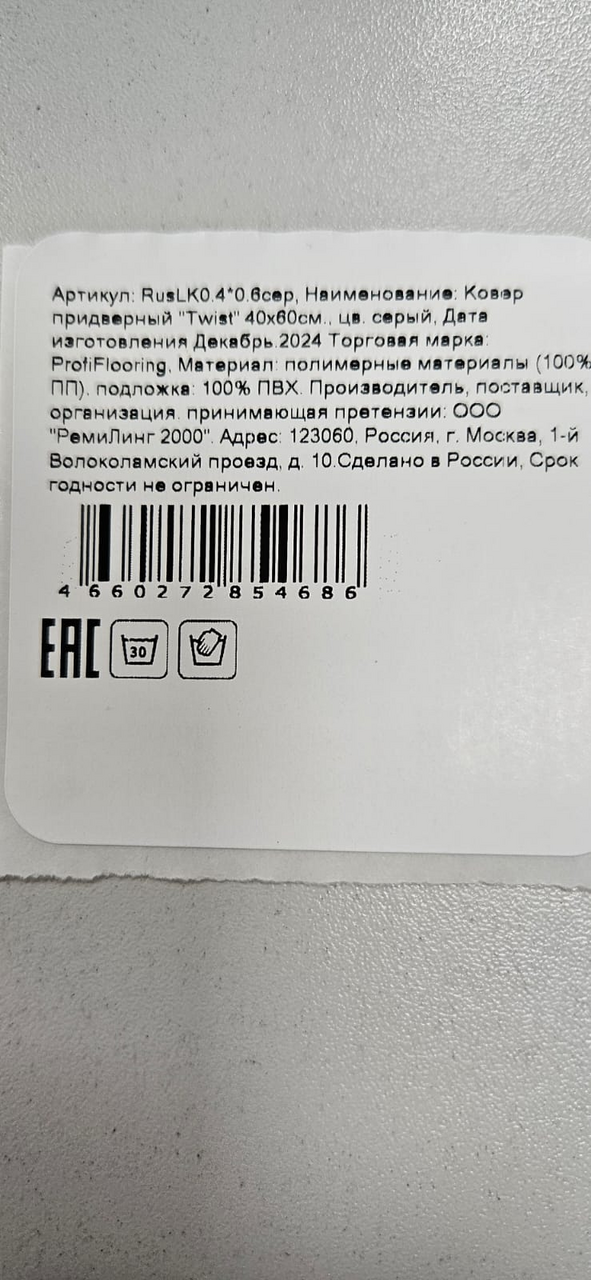 Артикул: RusLK0.4*0.6сер, Наименование: Ковер
придверный "Twist" 40х60см., цв. серый, Дата
изготовления Декабрь.2024 Торговая марка:
ProfiFlooring, Материал: полимерные материалы (100%
ПП), подложка: 100% ПВХ. Производитель, поставщик,
организация, принимающая претензии: ООО
"РемиЛинг 2000". Адрес: 123060, Россия, г. Москва, 1-й
Волоколамский проезд, д. 10.Сделано в России, Срок
годности не ограничен.
4 660272 854686
EAC 30